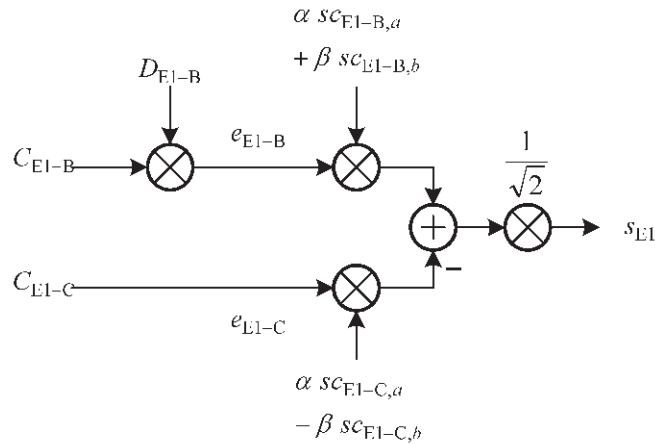 α sc_E1–B,a
+ β sc_E1–B,b
D_E1–B
C_E1–B
e_E1–B
1
√2
+
s_E1
–
C_E1–C
e_E1–C
α sc_E1–C,a
– β sc_E1–C,b